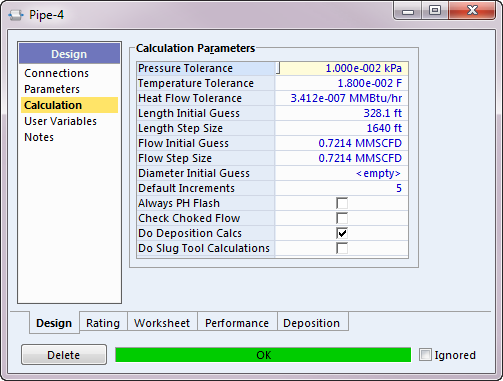 Pipe-4
Design
Connections
Parameters
Calculation
User Variables
Notes
Calculation Parameters
Pressure Tolerance 1.000e-002 kPa
Temperature Tolerance 1.800e-002 F
Heat Flow Tolerance 3.412e-007 MMBtu/hr
Length Initial Guess 328.1 ft
Length Step Size 1640 ft
Flow Initial Guess 0.7214 MMSCFD
Flow Step Size 0.7214 MMSCFD
Diameter Initial Guess <empty>
Default Increments 5
Always PH Flash
Check Choked Flow
Do Deposition Calcs
Do Slug Tool Calculations
Design Rating Worksheet Performance Deposition
Delete OK Ignored